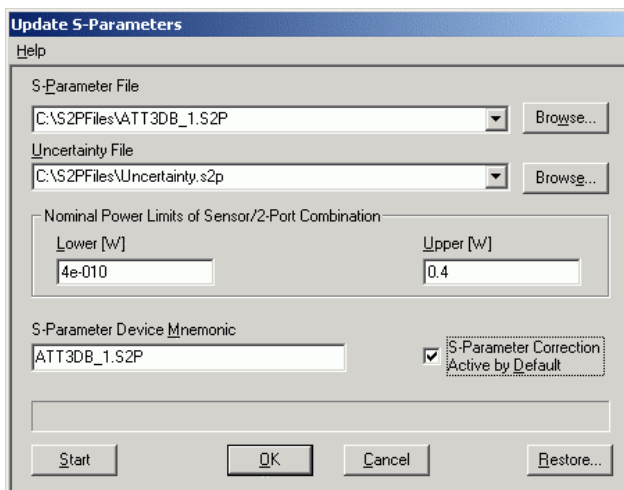 Update S-Parameters
Help
S-Parameter File
C:\S2PFiles\ATT3DB_1.S2P
Browse...
Uncertainty File
C:\S2PFiles\Uncertainty.s2p
Browse...
Nominal Power Limits of Sensor/2-Port Combination
Lower [W]
Upper [W]
4e-010
0.4
S-Parameter Device Mnemonic
ATT3DB_1.S2P
S-Parameter Correction
Active by Default
Start
OK
Cancel
Restore...